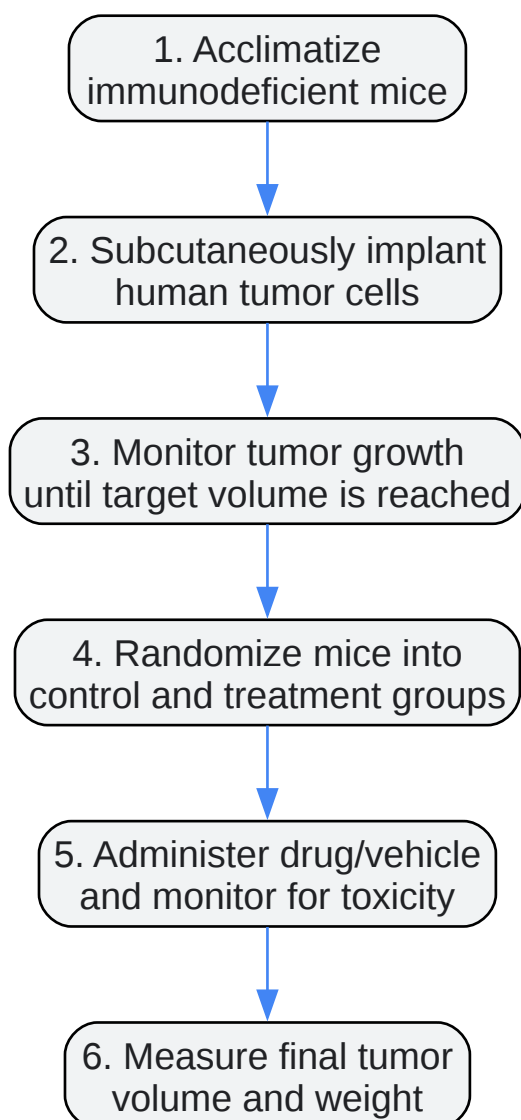 1. Acclimatize
immunodeficient mice
2. Subcutaneously implant
human tumor cells
3. Monitor tumor growth
until target volume is reached
4. Randomize mice into
control and treatment groups
5. Administer drug/vehicle
and monitor for toxicity
6. Measure final tumor
volume and weight